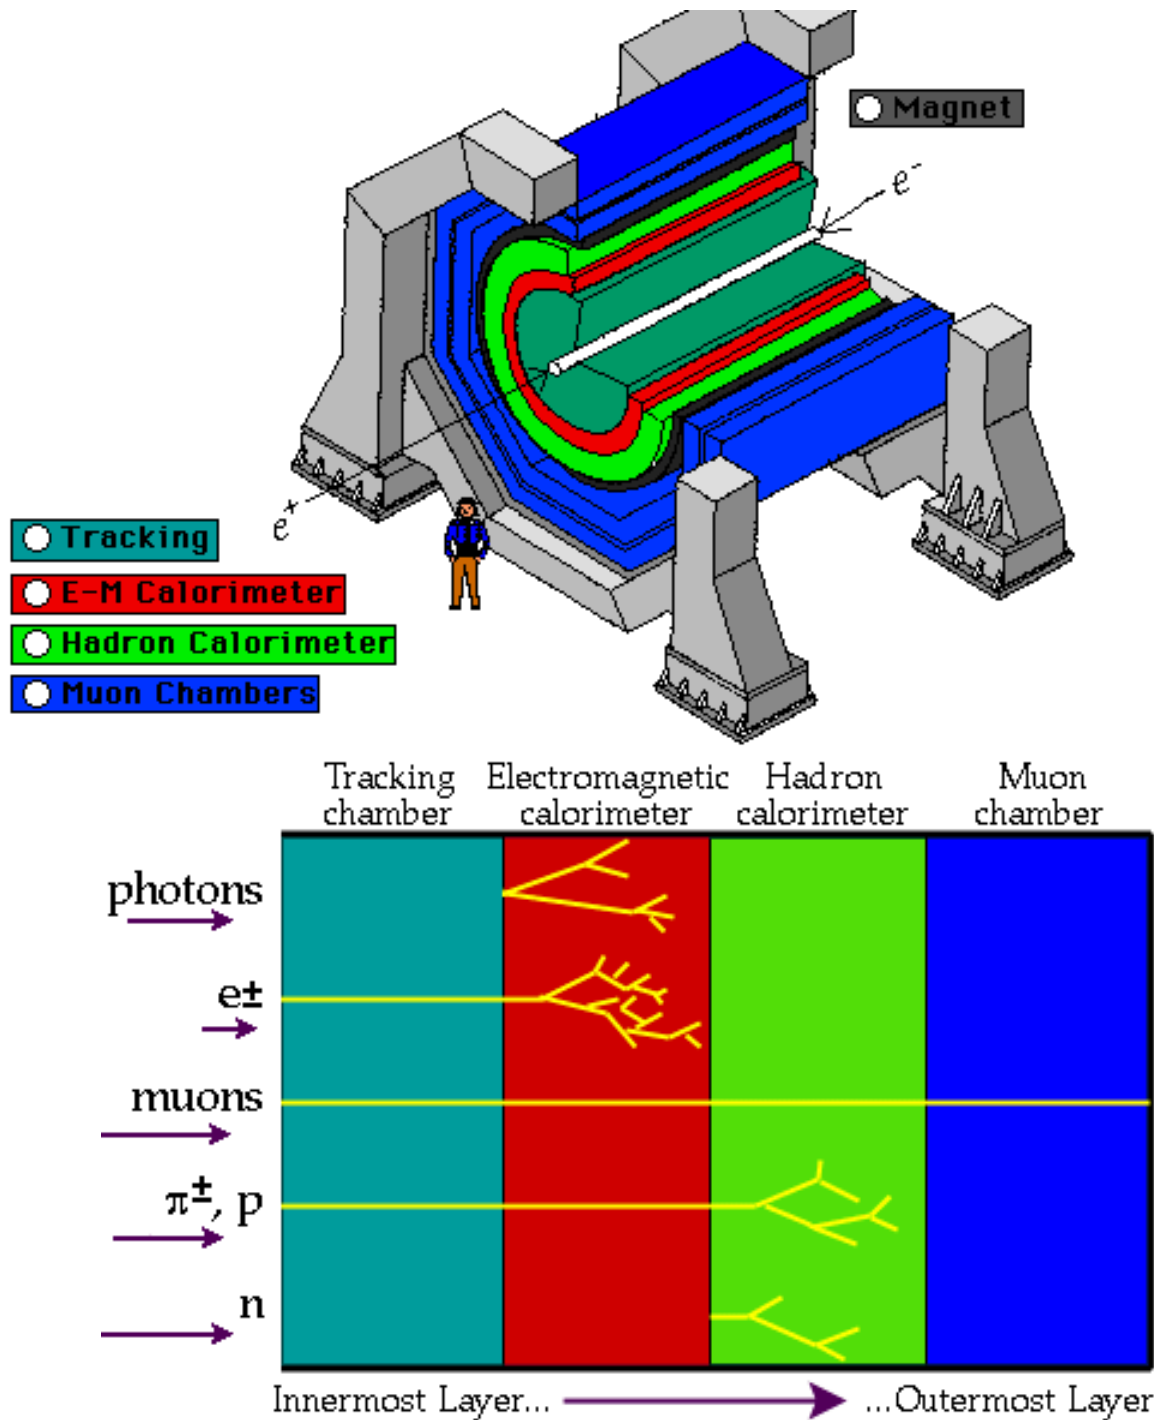 Magnet
e-
e+
Tracking
E-M Calorimeter
Hadron Calorimeter
Muon Chambers
Tracking chamber
Electromagnetic calorimeter
Hadron calorimeter
Muon chamber
photons
e±
muons
π±, p
n
Innermost Layer...
...Outermost Layer